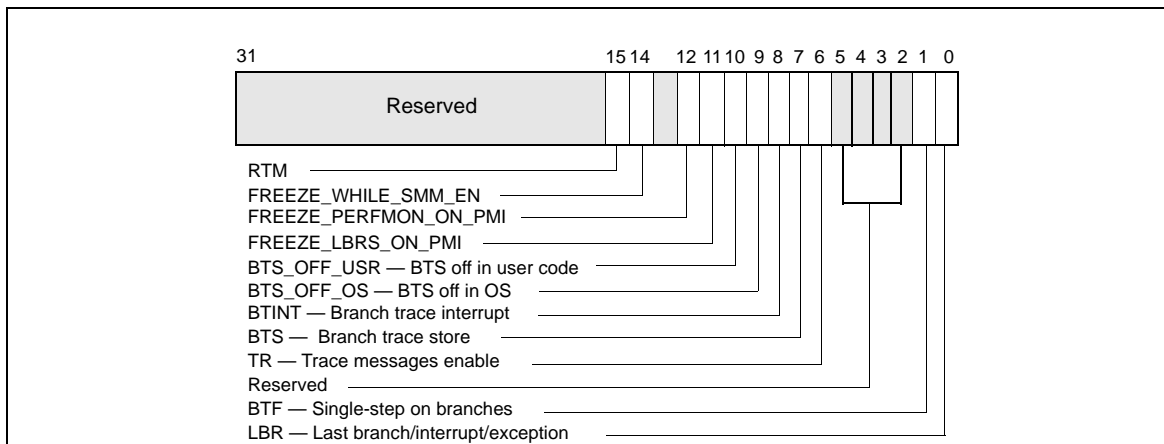 31 15 14 12 11 10 9 8 7 6 5 4 3 2 1 0
Reserved
RTM
FREEZE_WHILE_SMM_EN
FREEZE_PERFMON_ON_PMI
FREEZE_LBRS_ON_PMI
BTS_OFF_USR — BTS off in user code
BTS_OFF_OS — BTS off in OS
BTINT — Branch trace interrupt
BTS — Branch trace store
TR — Trace messages enable
Reserved
BTF — Single-step on branches
LBR — Last branch/interrupt/exception